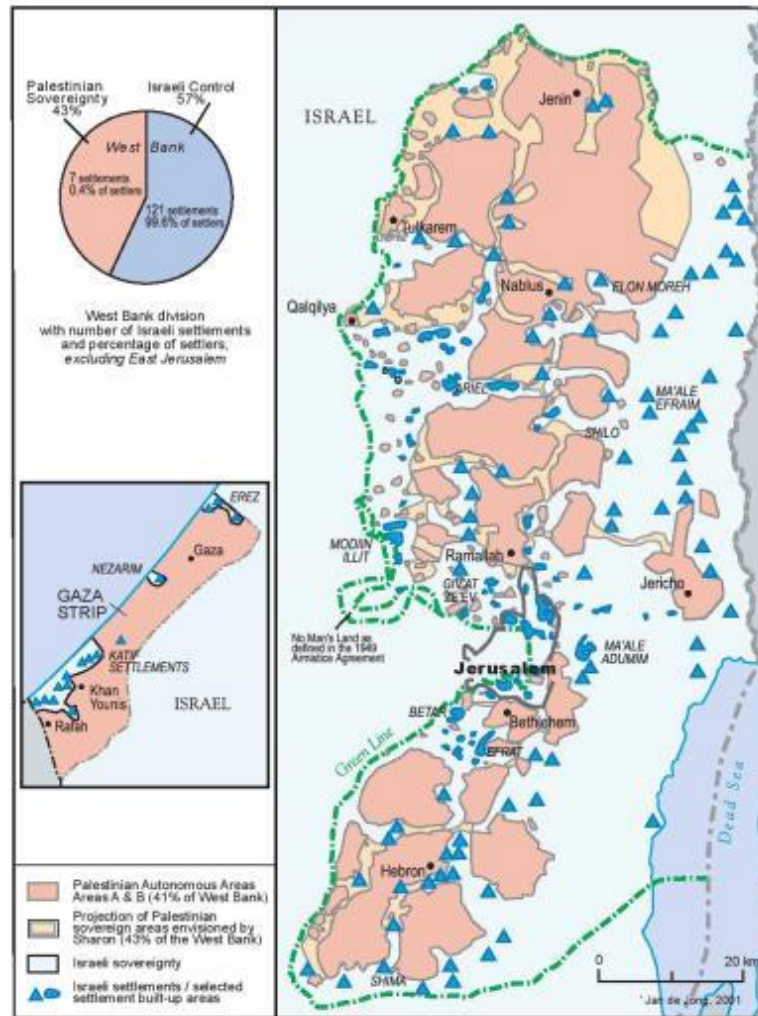 Palestinian
Sovereignty
43%
Israeli Control
57%
West Bank
7 settlements
0.4% of settlers
121 settlements
99.6% of settlers
West Bank division
with number of Israeli settlements
and percentage of settlers,
excluding East Jerusalem
EREZ
Gaza
NEZARIM
GAZA
STRIP
KATIF
SETTLEMENTS
Khan
Younis
ISRAEL
Rafah
Palestinian Autonomous Areas
Areas A & B (41% of West Bank)
Projection of Palestinian
sovereign areas envisioned by
Sharon (43% of the West Bank)
Israeli sovereignty
Israeli settlements / selected
settlement built-up areas
ISRAEL
Jenin
Tulkarem
Nablus
ELON MOREH
Qalqilya
ARIEL
MA'ALE
EFRAIM
SHILO
MODIIN
ILLIT
Ramallah
GIVAT
ZE'EV
Jericho
No Man's Land as
defined in the 1949
Armistice Agreement
Jerusalem
MA'ALE
ADUMIM
BETAR
Bethlehem
EFRAT
Green Line
Dead Sea
Hebron
SHIMA
0 20 km
Jan de Jong, 2001